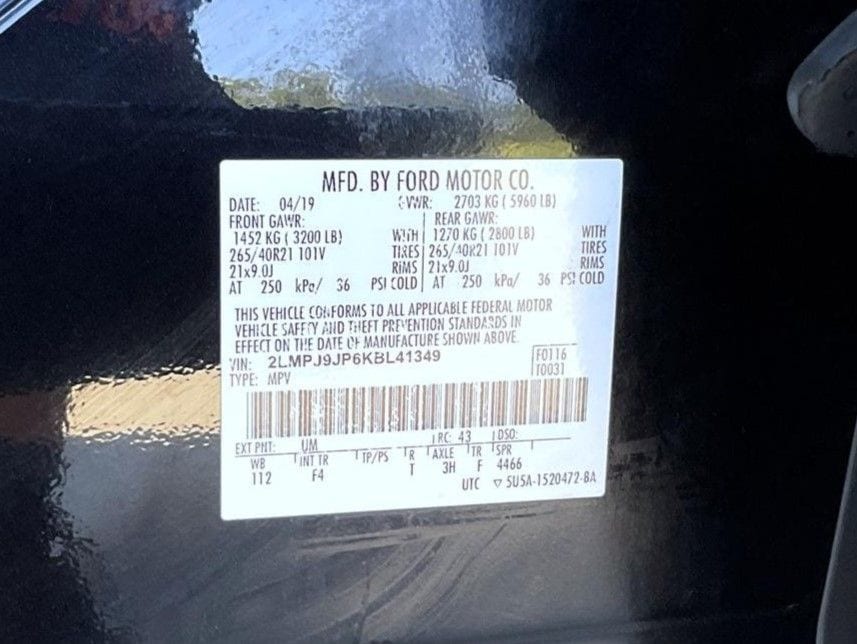 MFD. BY FORD MOTOR CO.
DATE: 04/19 GVWR: 2703 KG ( 5960 LB)
FRONT GAWR: REAR GAWR:
1452 KG ( 3200 LB) WITH 1270 KG ( 2800 LB) WITH
265/40R21 101V TIRES 265/40R21 101V TIRES
21x9.0J RIMS 21x9.0J RIMS
AT 250 kPa/ 36 PSI COLD AT 250 kPa/ 36 PSI COLD
THIS VEHICLE CONFORMS TO ALL APPLICABLE FEDERAL MOTOR
VEHICLE SAFETY AND THEFT PREVENTION STANDARDS IN
EFFECT ON THE DATE OF MANUFACTURE SHOWN ABOVE.
VIN: 2LMPJ9JP6KBL41349 F0116
TYPE: MPV T0031
EXT PNT: UM RC: 43 DSO:
WB INT TR TP/PS R AXLE TR SPR
112 F4 T 3H F 4466
UTC ▽ 5U5A-1520472-BA